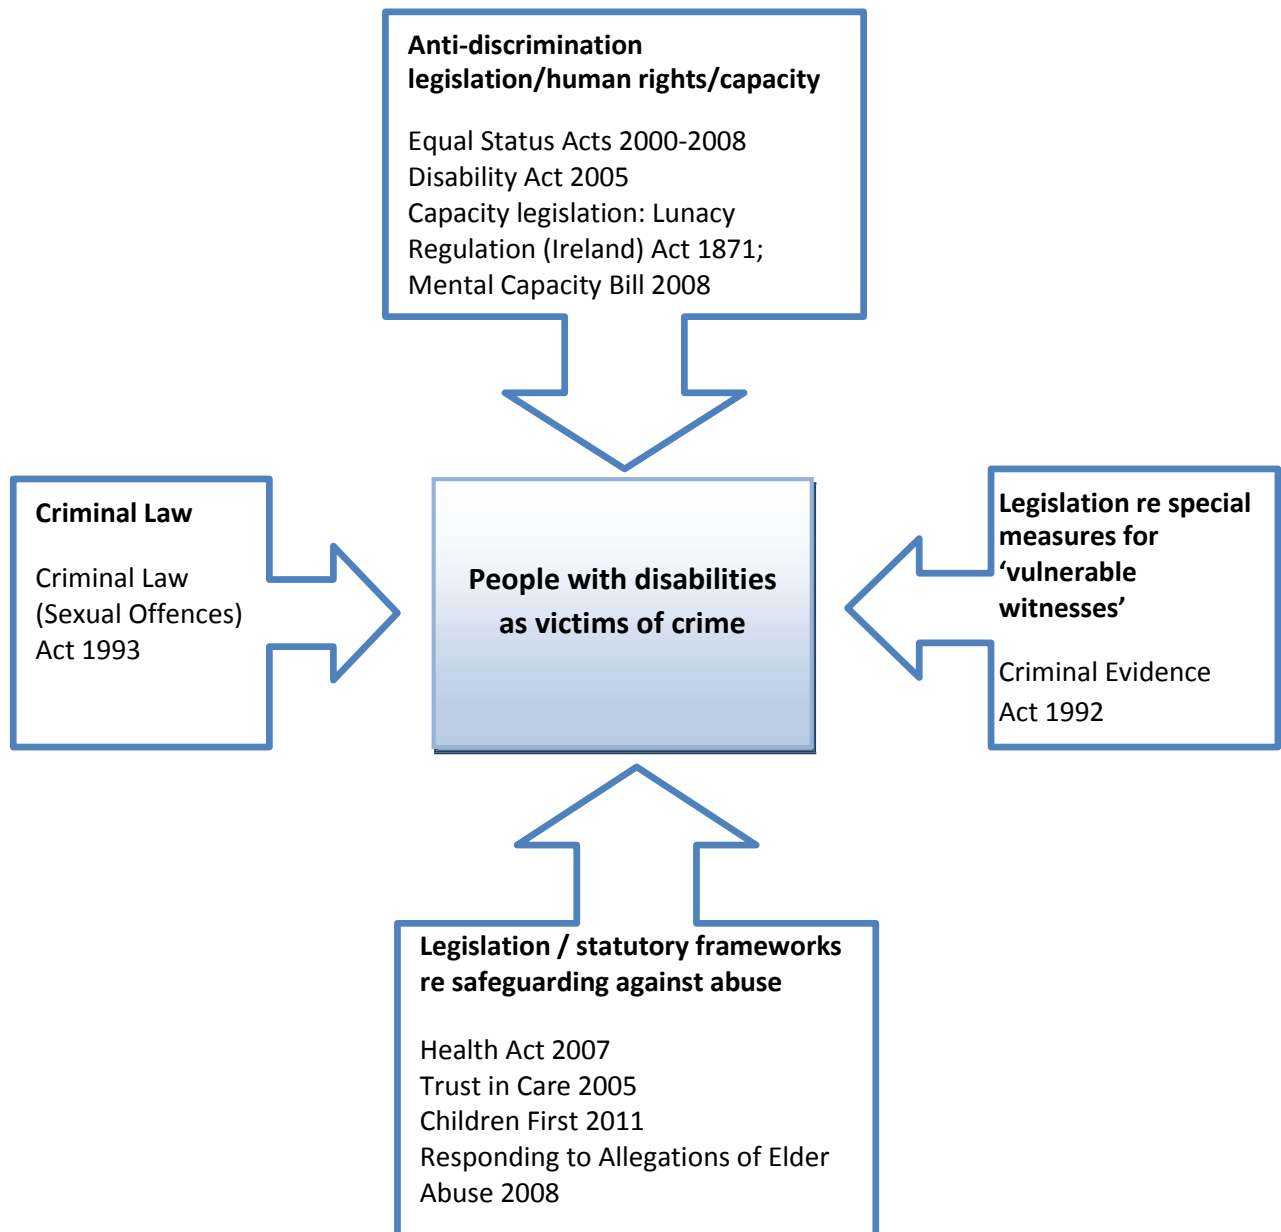 Anti-discrimination
legislation/human rights/capacity
Equal Status Acts 2000-2008
Disability Act 2005
Capacity legislation: Lunacy
Regulation (Ireland) Act 1871;
Mental Capacity Bill 2008
Criminal Law
Criminal Law
(Sexual Offences)
Act 1993
People with disabilities
as victims of crime
Legislation re special
measures for
‘vulnerable
witnesses’
Criminal Evidence
Act 1992
Legislation / statutory frameworks
re safeguarding against abuse
Health Act 2007
Trust in Care 2005
Children First 2011
Responding to Allegations of Elder
Abuse 2008